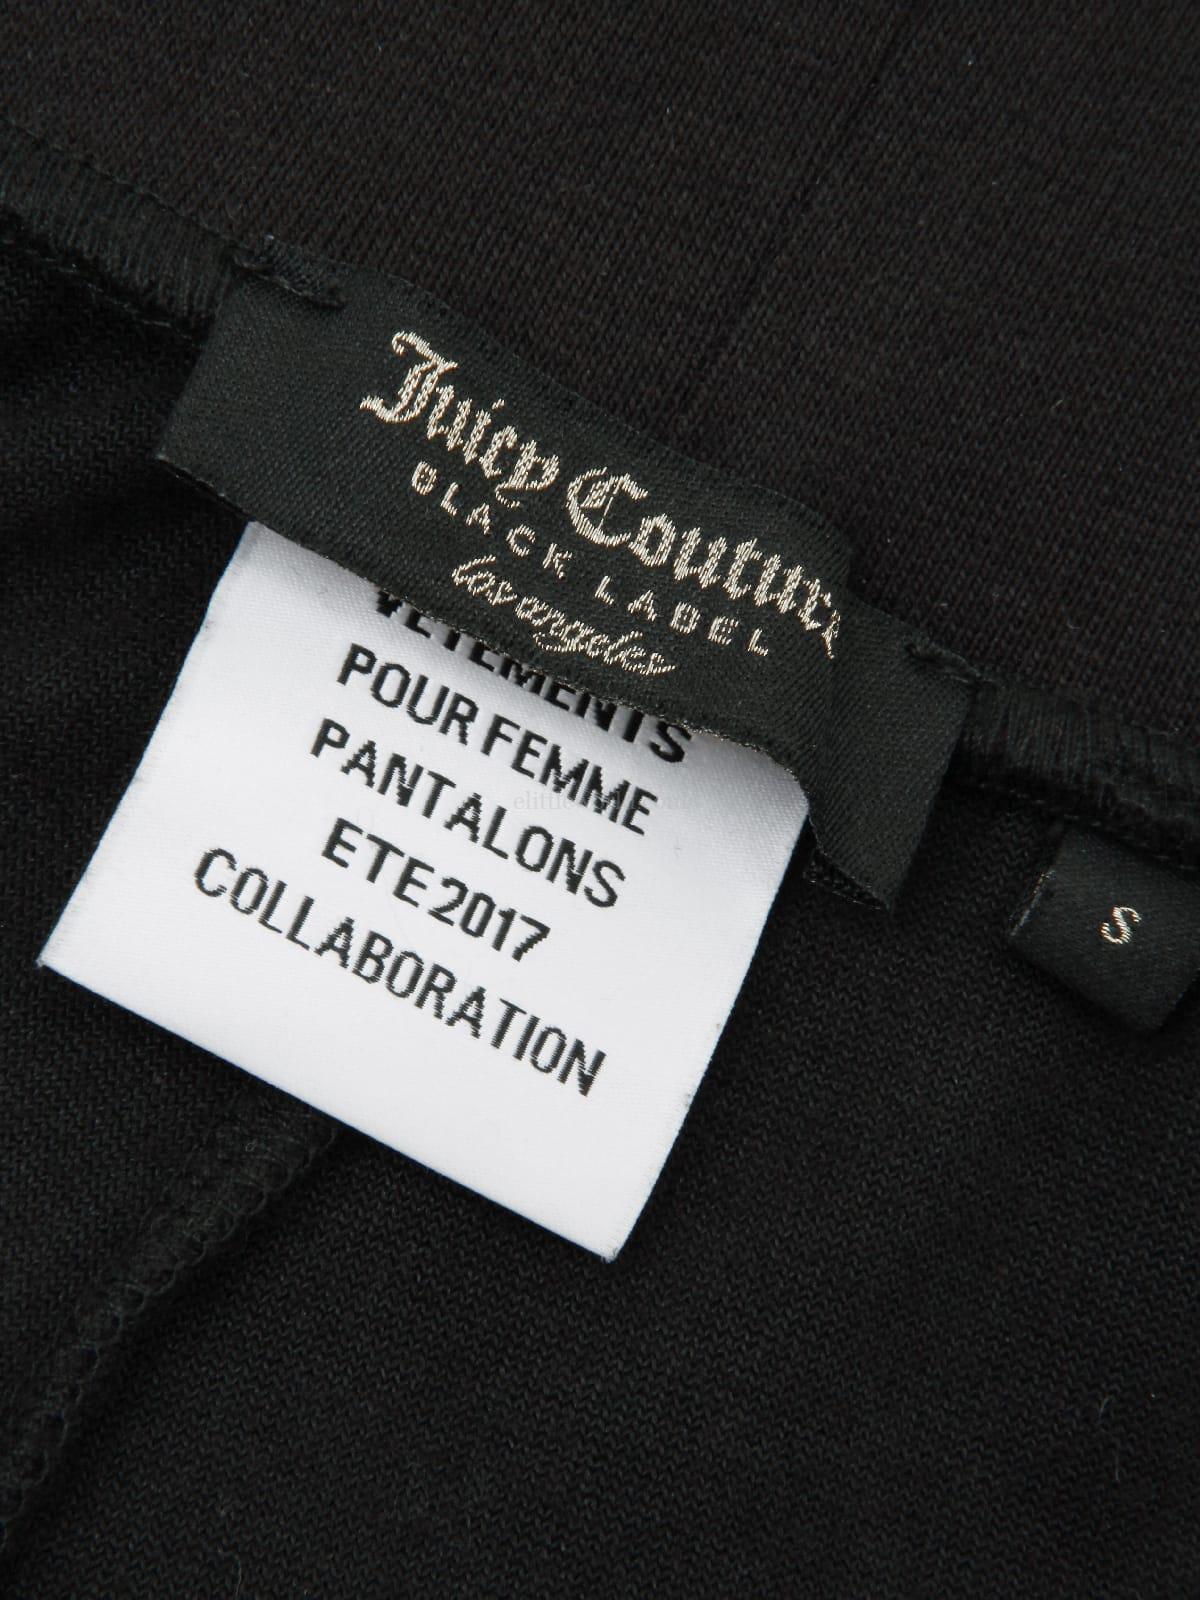 Juicy Couture
BLACK LABEL
los angeles
VETEMENTS
POUR FEMME
PANTALONS
ETE 2017
COLLABORATION
S